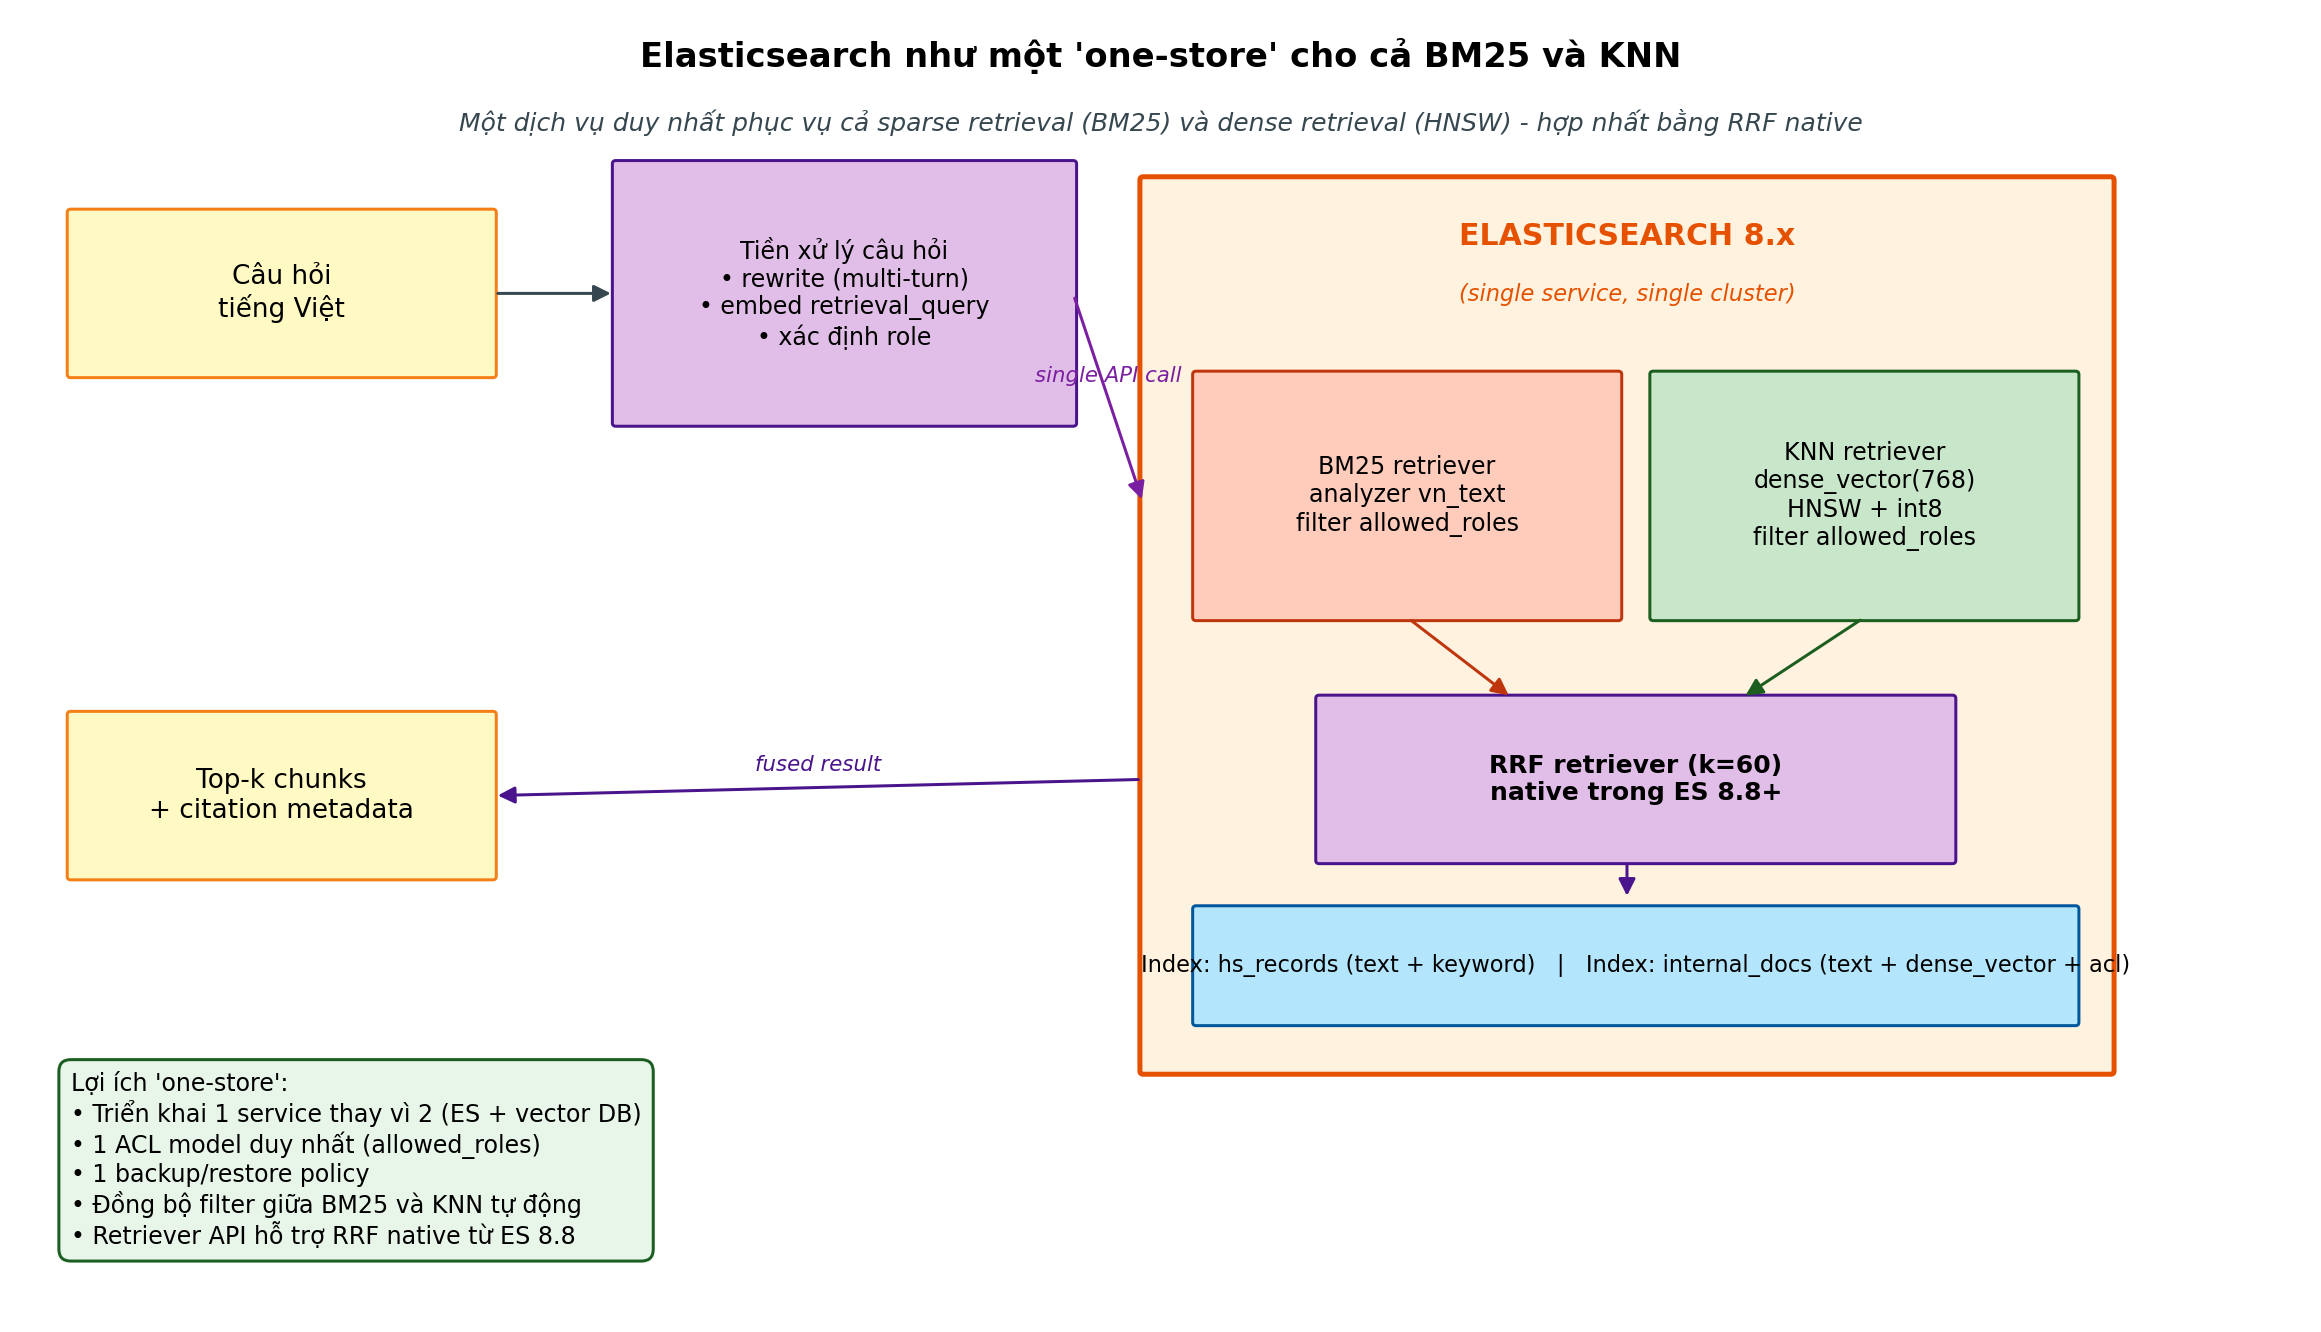 Elasticsearch như một 'one-store' cho cả BM25 và KNN
Một dịch vụ duy nhất phục vụ cả sparse retrieval (BM25) và dense retrieval (HNSW) - hợp nhất bằng RRF native
Câu hỏi
tiếng Việt
Tiền xử lý câu hỏi
• rewrite (multi-turn)
• embed retrieval_query
• xác định role
single API call
ELASTICSEARCH 8.x
(single service, single cluster)
BM25 retriever
analyzer vn_text
filter allowed_roles
KNN retriever
dense_vector(768)
HNSW + int8
filter allowed_roles
RRF retriever (k=60)
native trong ES 8.8+
fused result
Top-k chunks
+ citation metadata
Index: hs_records (text + keyword)   |   Index: internal_docs (text + dense_vector + acl)
Lợi ích 'one-store':
• Triển khai 1 service thay vì 2 (ES + vector DB)
• 1 ACL model duy nhất (allowed_roles)
• 1 backup/restore policy
• Đồng bộ filter giữa BM25 và KNN tự động
• Retriever API hỗ trợ RRF native từ ES 8.8